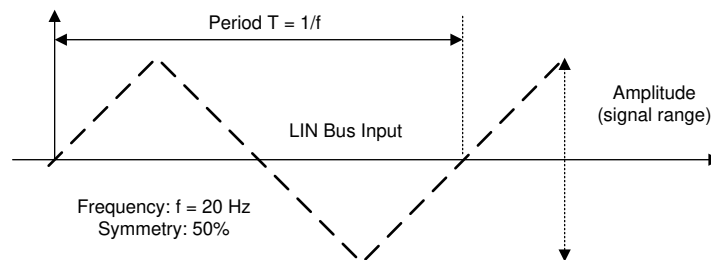 Period T = 1/f
Amplitude
(signal range)
LIN Bus Input
Frequency: f = 20 Hz
Symmetry: 50%